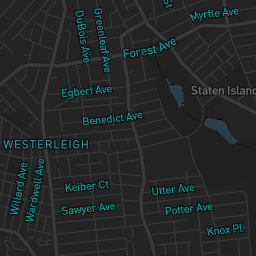 Myrtle Ave
Greenleaf Ave
DuBois Ave
Forest Ave
Egbert Ave
Staten Island
Benedict Ave
WESTERLEIGH
Willard Ave
Wardwell Ave
Keiber Ct
Utter Ave
Sawyer Ave
Potter Ave
Knox Pl